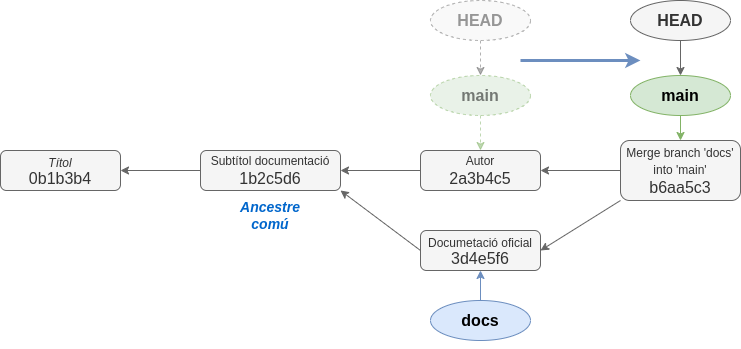 HEAD
HEAD
main
main
Títol
0b1b3b4
Subtítol documentació
1b2c5d6
Autor
2a3b4c5
Merge branch 'docs'
into 'main'
b6aa5c3
Ancestre
comú
Documetació oficial
3d4e5f6
docs